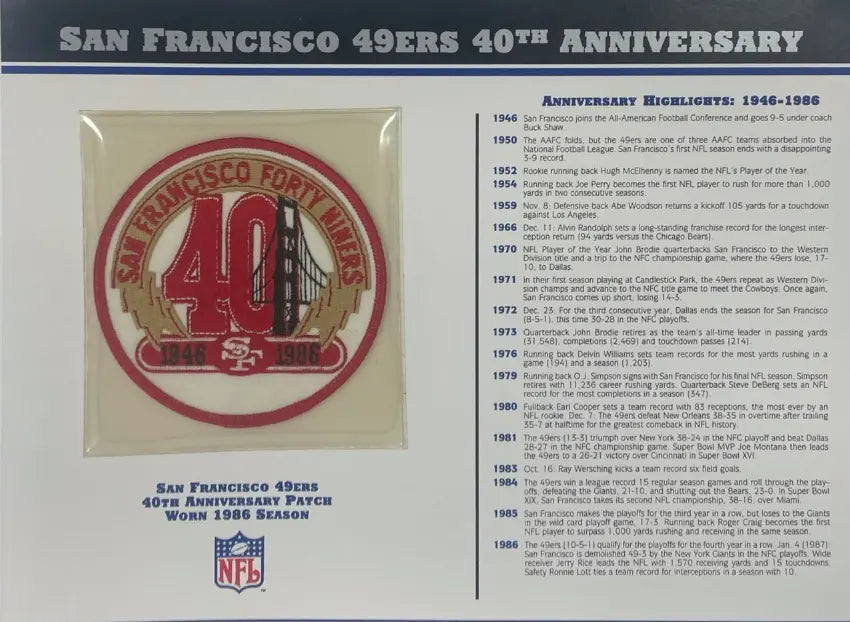 SAN FRANCISCO 49ERS 40TH ANNIVERSARY
SAN FRANCISCO FORTY NINERS
40
1946 SF 1986
SAN FRANCISCO 49ERS
40TH ANNIVERSARY PATCH
WORN 1986 SEASON
NFL
ANNIVERSARY HIGHLIGHTS: 1946-1986
1946 San Francisco joins the All-American Football Conference and goes 9-5 under coach
Buck Shaw.
1950 The AAFC folds, but the 49ers are one of three AAFC teams absorbed into the
National Football League. San Francisco's first NFL season ends with a disappointing
3-9 record.
1952 Rookie running back Hugh McElhenny is named the NFL's Player of the Year.
1954 Running back Joe Perry becomes the first NFL player to rush for more than 1,000
yards in two consecutive seasons.
1959 Nov. 8: Defensive back Abe Woodson returns a kickoff 105 yards for a touchdown
against Los Angeles.
1966 Dec. 11: Alvin Randolph sets a long-standing franchise record for the longest inter-
ception return (94 yards versus the Chicago Bears).
1970 NFL Player of the Year John Brodie quarterbacks San Francisco to the Western
Division title and a trip to the NFC championship game, where the 49ers lose, 17-
10, to Dallas.
1971 In their first season playing at Candlestick Park, the 49ers repeat as Western Divi-
sion champs and advance to the NFC title game to meet the Cowboys. Once again,
San Francisco comes up short, losing 14-3.
1972 Dec. 23: For the third consecutive year, Dallas ends the season for San Francisco
(8-5-1), this time 30-28 in the NFC playoffs.
1973 Quarterback John Brodie retires as the team's all-time leader in passing yards
(31,548), completions (2,469) and touchdown passes (214).
1976 Running back Delvin Williams sets team records for the most yards rushing in a
game (194) and a season (1,203).
1979 Running back O.J. Simpson signs with San Francisco for his final NFL season. Simpson
retires with 11,236 career rushing yards. Quarterback Steve DeBerg sets an NFL
record for the most completions in a season (347).
1980 Fullback Earl Cooper sets a team record with 83 receptions, the most ever by an
NFL rookie. Dec. 7: The 49ers defeat New Orleans 38-35 in overtime after trailing
35-7 at halftime for the greatest comeback in NFL history.
1981 The 49ers (13-3) triumph over New York 38-24 in the NFC playoff and beat Dallas
28-27 in the NFC championship game. Super Bowl MVP Joe Montana then leads
the 49ers to a 26-21 victory over Cincinnati in Super Bowl XVI.
1983 Oct. 16: Ray Wersching kicks a team record six field goals.
1984 The 49ers win a league record 15 regular season games and roll through the play-
offs, defeating the Giants, 21-10, and shutting out the Bears, 23-0. In Super Bowl
XIX, San Francisco takes its second NFL championship, 38-16, over Miami.
1985 San Francisco makes the playoffs for the third year in a row, but loses to the Giants
in the wild card playoff game, 17-3. Running back Roger Craig becomes the first
NFL player to surpass 1,000 yards rushing and receiving in the same season.
1986 The 49ers (10-5-1) qualify for the playoffs for the fourth year in a row. Jan. 4 (1987):
San Francisco is demolished 49-3 by the New York Giants in the NFC playoffs. Wide
receiver Jerry Rice leads the NFL with 1,570 receiving yards and 15 touchdowns.
Safety Ronnie Lott ties a team record for interceptions in a season with 10.